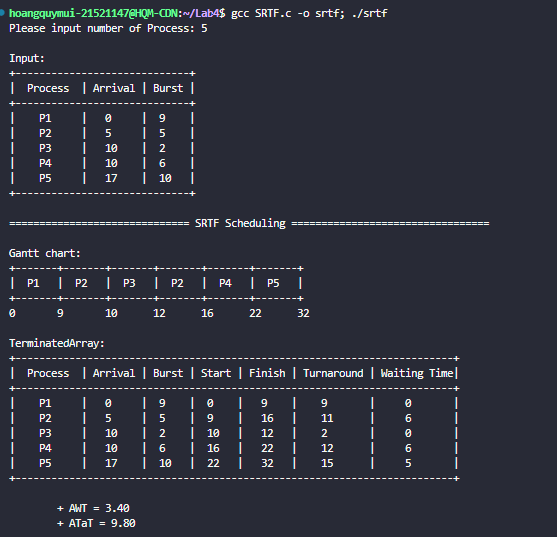 hoangquymui-21521147@HQM-CDN:~/Lab4$ gcc SRTF.c -o srtf; ./srtf
Please input number of Process: 5
Input:
+-----------------------------+
|  Process  | Arrival | Burst |
+-----------------------------+
|    P1     |   0     |  9    |
|    P2     |   5     |  5    |
|    P3     |   10    |  2    |
|    P4     |   10    |  6    |
|    P5     |   17    |  10   |
+-----------------------------+
============================== SRTF Scheduling =================================
Gantt chart:
+-------+-------+-------+-------+-------+-------+
|  P1   |  P2   |  P3   |  P2   |  P4   |  P5   |
+-------+-------+-------+-------+-------+-------+
0       9       10      12      16      22      32
TerminatedArray:
+-------------------------------------------------------------------------+
|  Process  | Arrival | Burst | Start | Finish | Turnaround | Waiting Time|
+-------------------------------------------------------------------------+
|    P1     |   0     |  9    |  0    |   9    |   9        |    0       |
|    P2     |   5     |  5    |  9    |   16   |   11       |    6       |
|    P3     |   10    |  2    |  10   |   12   |   2        |    0       |
|    P4     |   10    |  6    |  16   |   22   |   12       |    6       |
|    P5     |   17    |  10   |  22   |   32   |   15       |    5       |
+-------------------------------------------------------------------------+
+ AWT = 3.40
+ ATaT = 9.80